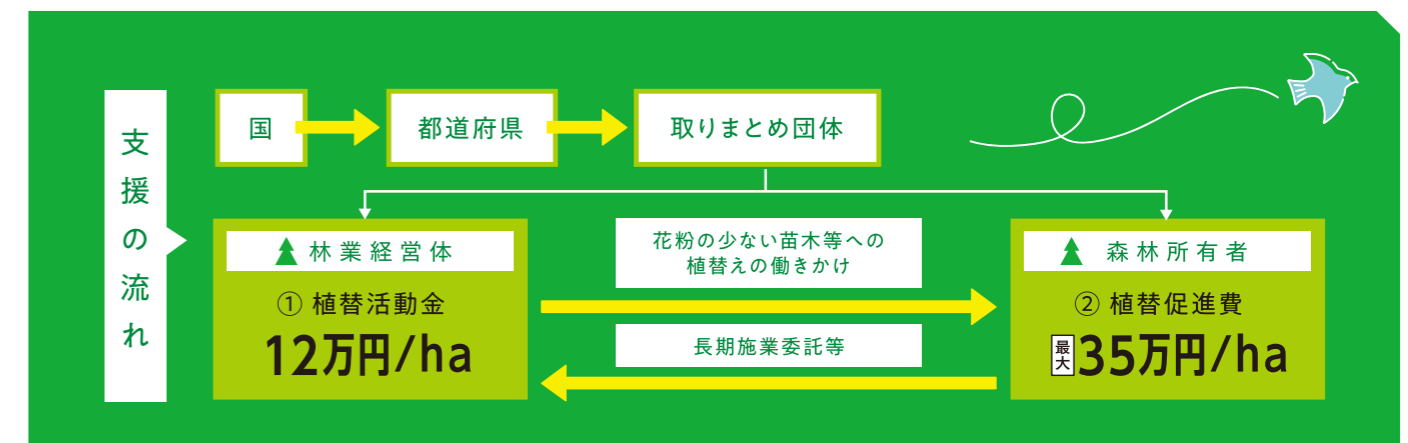 支援の流れ
国
都道府県
取りまとめ団体
林業経営体
① 植替活動金
12万円/ha
花粉の少ない苗木等への
植替えの働きかけ
長期施業委託等
森林所有者
② 植替促進費
最大35万円/ha